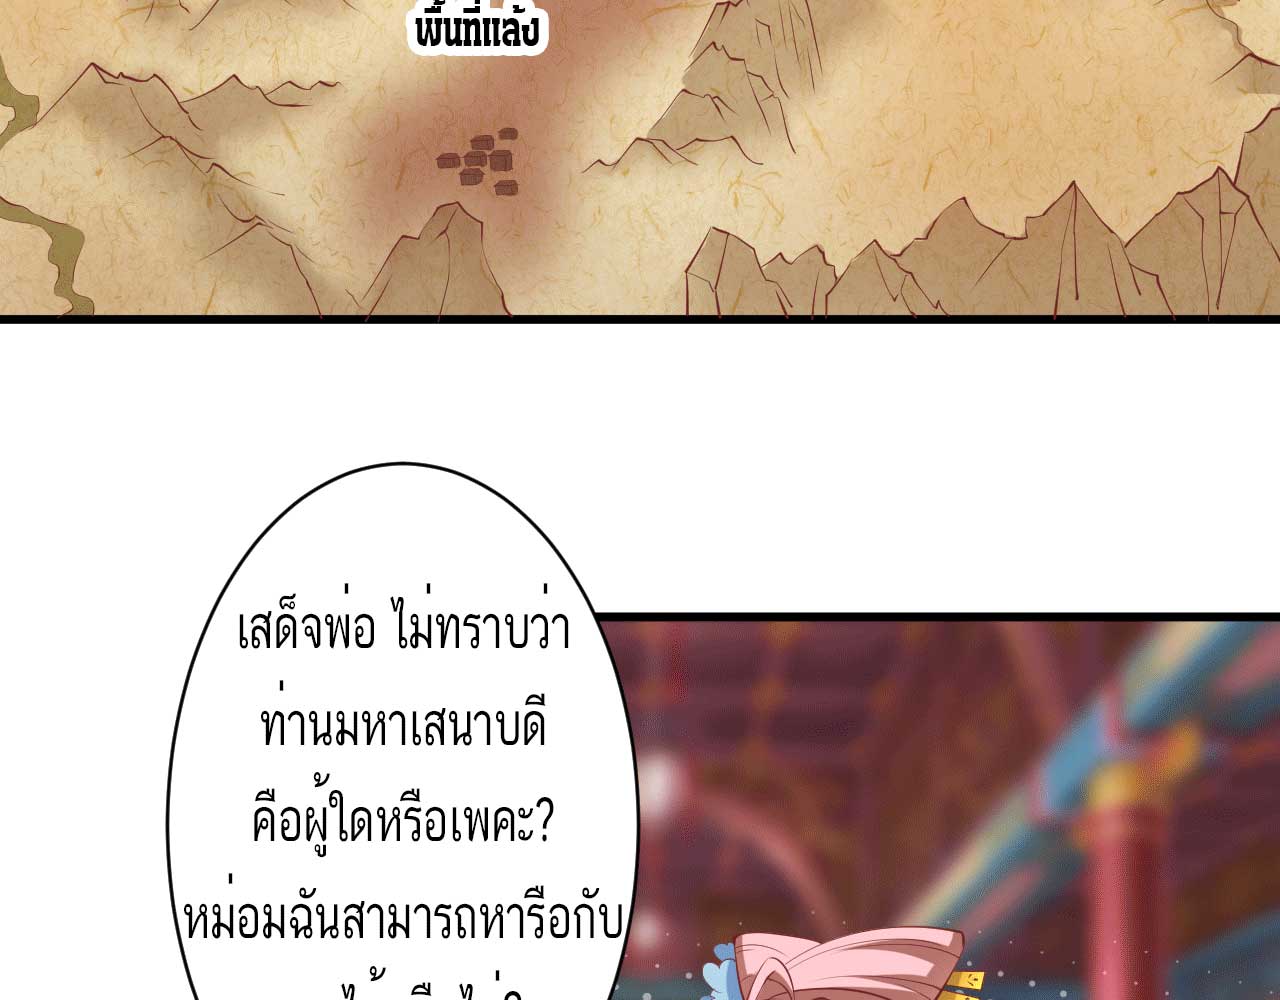 พื้นที่แล้ง
เสด็จพ่อ ไม่ทราบว่า
ท่านมหาเสนาบดี
คือผู้ใดหรือเพคะ?
หม่อมฉันสามารถหารือกับ